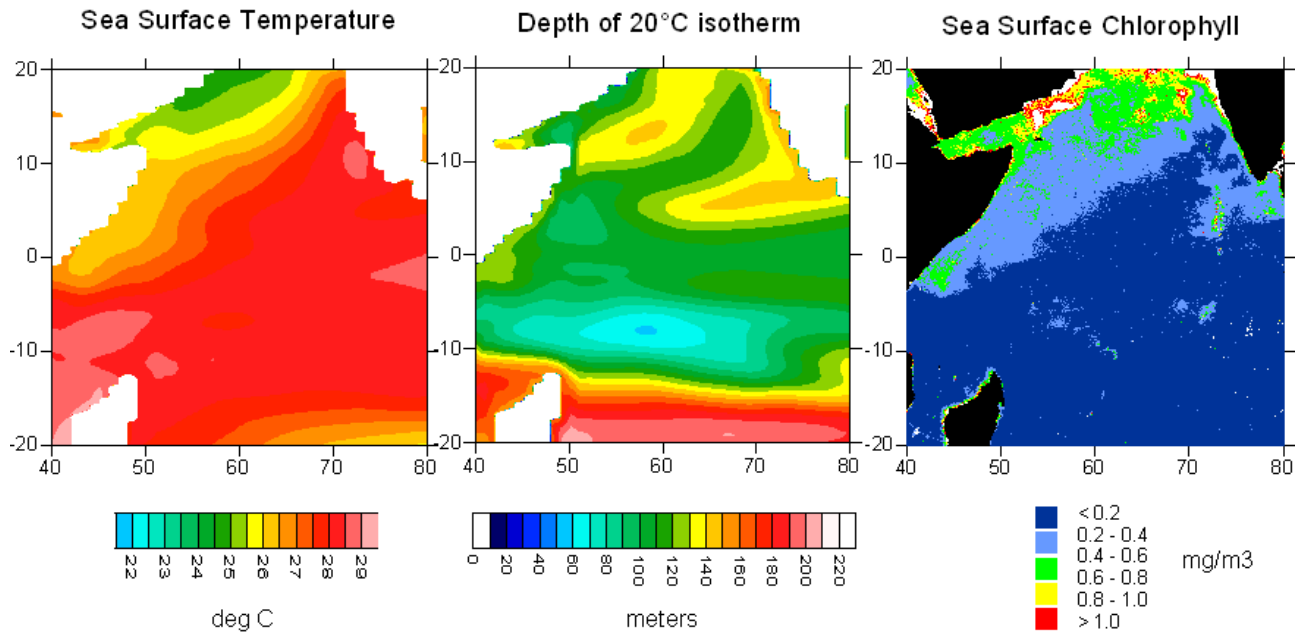 Sea Surface Temperature
Depth of 20°C isotherm
Sea Surface Chlorophyll
20
10
0
-10
-20
40 50 60 70 80
20
10
0
-10
-20
40 50 60 70 80
20
10
0
-10
-20
40 50 60 70 80
22 23 24 25 26 27 28 29
deg C
0 20 40 60 80 100 120 140 160 180 200 220
meters
< 0.2
0.2 - 0.4
0.4 - 0.6
0.6 - 0.8
0.8 - 1.0
> 1.0
mg/m3